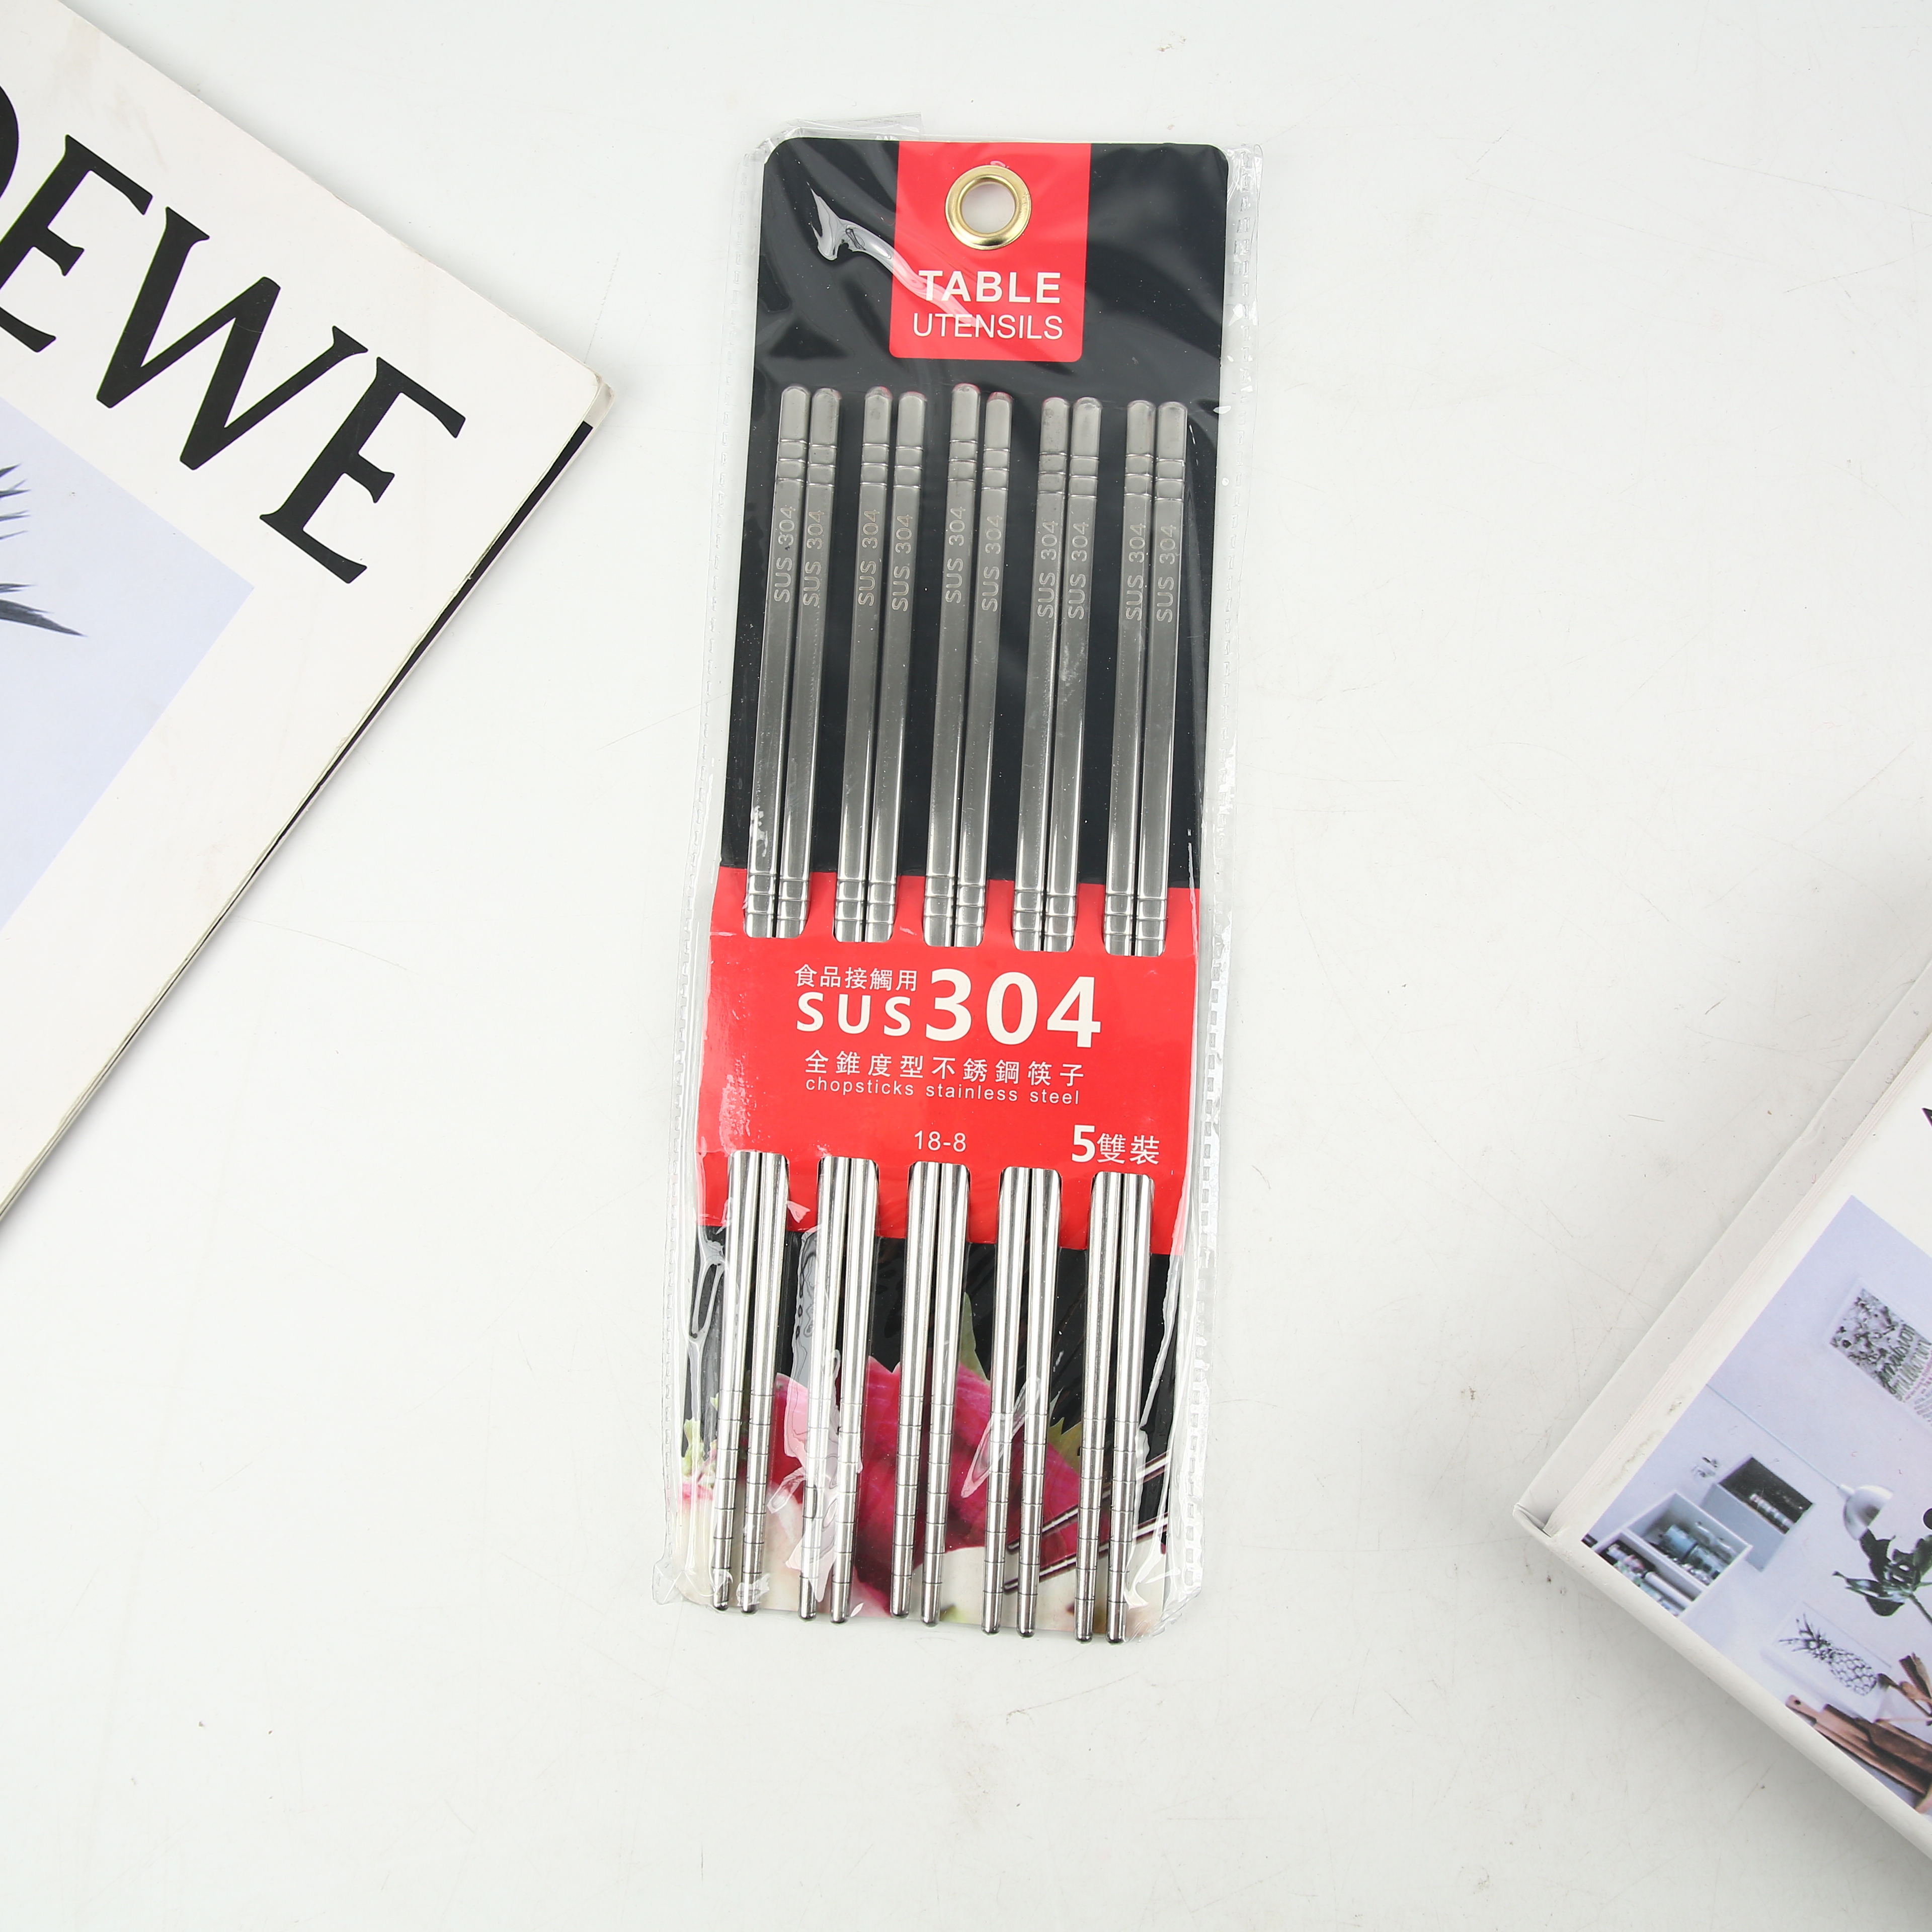 OEWE
TABLE
UTENSILS
SUS 304
SUS 304
SUS 304
SUS 304
SUS 304
SUS 304
SUS 304
SUS 304
SUS 304
SUS 304
食品接觸用
SUS304
全錐度型不銹鋼筷子
chopsticks stainless steel
18-8
5雙裝